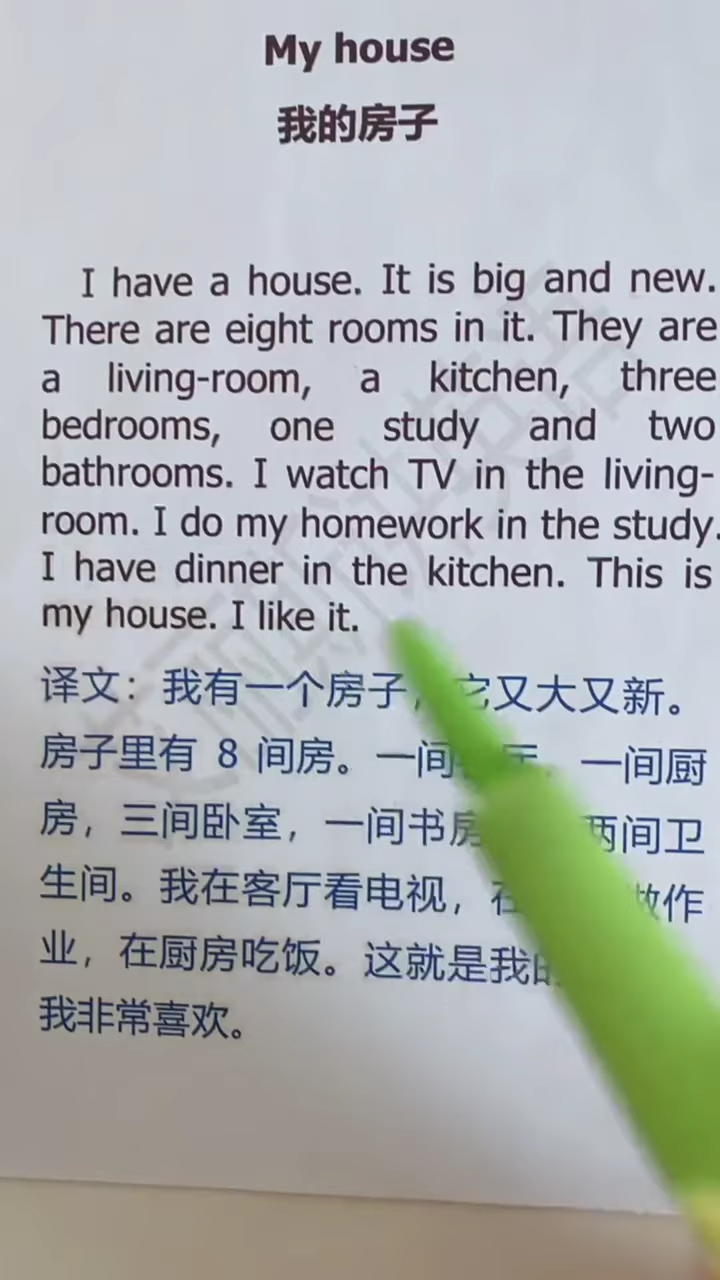 My house
我的房子
I have a house. It is big and new.
There are eight rooms in it. They are
a living-room, a kitchen, three
bedrooms, one study and two
bathrooms. I watch TV in the living-
room. I do my homework in the study.
I have dinner in the kitchen. This is
my house. I like it.
译文：我有一个房子，它又大又新。
房子里有 8 间房。一间厅，一间厨
房，三间卧室，一间书房 两间卫
生间。我在客厅看电视，在 做作
业，在厨房吃饭。这就是我的
我非常喜欢。